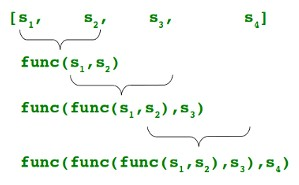 [s₁, s₂, s₃, s₄]
func(s₁,s₂)
func(func(s₁,s₂),s₃)
func(func(func(s₁,s₂),s₃),s₄)